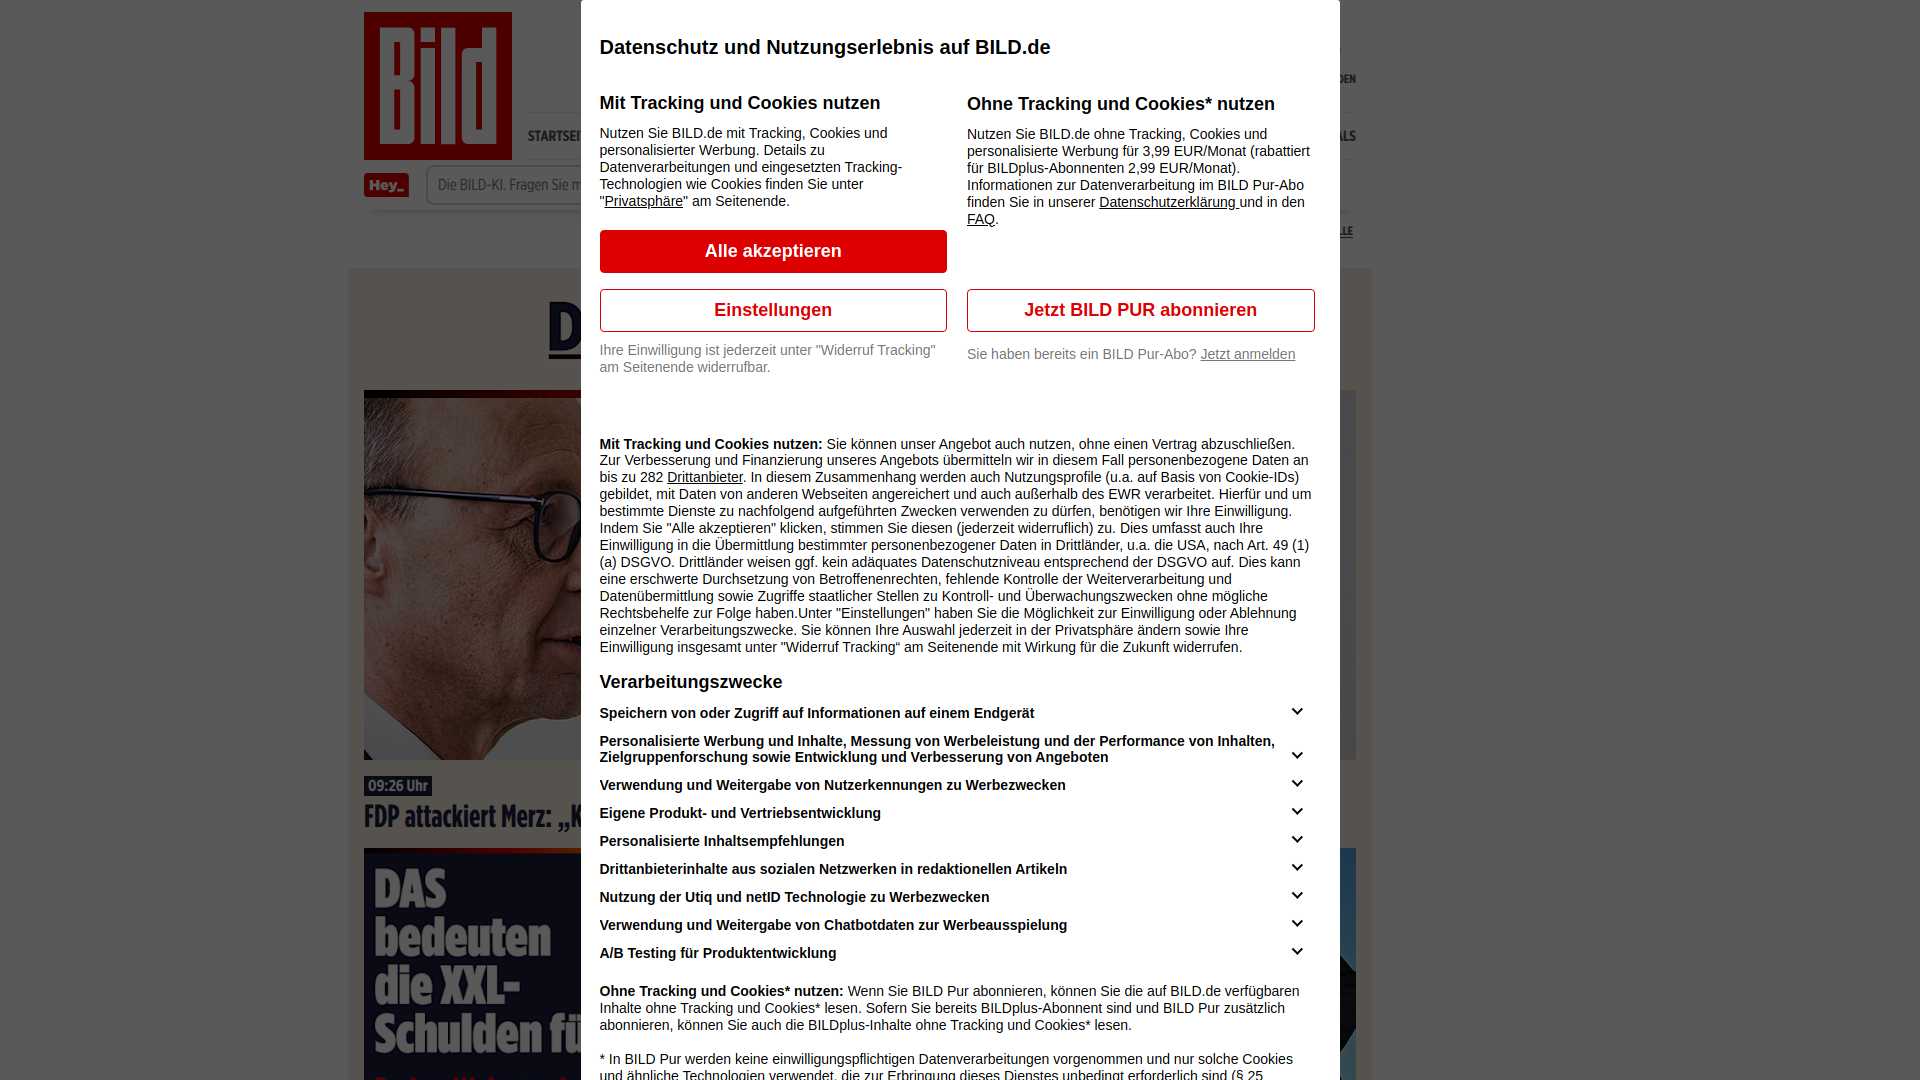 Bild
Datenschutz und Nutzungserlebnis auf BILD.de
Mit Tracking und Cookies nutzen
Nutzen Sie BILD.de mit Tracking, Cookies und
personalisierter Werbung. Details zu
Datenverarbeitungen und eingesetzten Tracking-
Technologien wie Cookies finden Sie unter
"Privatsphäre" am Seitenende.
Alle akzeptieren
Einstellungen
Ihre Einwilligung ist jederzeit unter "Widerruf Tracking"
am Seitenende widerrufbar.
Ohne Tracking und Cookies* nutzen
Nutzen Sie BILD.de ohne Tracking, Cookies und
personalisierte Werbung für 3,99 EUR/Monat (rabattiert
für BILDplus-Abonnenten 2,99 EUR/Monat).
Informationen zur Datenverarbeitung im BILD Pur-Abo
finden Sie in unserer Datenschutzerklärung und in den
FAQ.
Jetzt BILD PUR abonnieren
Sie haben bereits ein BILD Pur-Abo? Jetzt anmelden
Mit Tracking und Cookies nutzen: Sie können unser Angebot auch nutzen, ohne einen Vertrag abzuschließen.
Zur Verbesserung und Finanzierung unseres Angebots übermitteln wir in diesem Fall personenbezogene Daten an
bis zu 282 Drittanbieter. In diesem Zusammenhang werden auch Nutzungsprofile (u.a. auf Basis von Cookie-IDs)
gebildet, mit Daten von anderen Webseiten angereichert und auch außerhalb des EWR verarbeitet. Hierfür und um
bestimmte Dienste zu nachfolgend aufgeführten Zwecken verwenden zu dürfen, benötigen wir Ihre Einwilligung.
Indem Sie "Alle akzeptieren" klicken, stimmen Sie diesen (jederzeit widerruflich) zu. Dies umfasst auch Ihre
Einwilligung in die Übermittlung bestimmter personenbezogener Daten in Drittländer, u.a. die USA, nach Art. 49 (1)
(a) DSGVO. Drittländer weisen ggf. kein adäquates Datenschutzniveau entsprechend der DSGVO auf. Dies kann
eine erschwerte Durchsetzung von Betroffenenrechten, fehlende Kontrolle der Weiterverarbeitung und
Datenübermittlung sowie Zugriffe staatlicher Stellen zu Kontroll- und Überwachungszwecken ohne mögliche
Rechtsbehelfe zur Folge haben.Unter "Einstellungen" haben Sie die Möglichkeit zur Einwilligung oder Ablehnung
einzelner Verarbeitungszwecke. Sie können Ihre Auswahl jederzeit in der Privatsphäre ändern sowie Ihre
Einwilligung insgesamt unter "Widerruf Tracking“ am Seitenende mit Wirkung für die Zukunft widerrufen.
Verarbeitungszwecke
Speichern von oder Zugriff auf Informationen auf einem Endgerät
Personalisierte Werbung und Inhalte, Messung von Werbeleistung und der Performance von Inhalten,
Zielgruppenforschung sowie Entwicklung und Verbesserung von Angeboten
Verwendung und Weitergabe von Nutzerkennungen zu Werbezwecken
Eigene Produkt- und Vertriebsentwicklung
Personalisierte Inhaltsempfehlungen
Drittanbieterinhalte aus sozialen Netzwerken in redaktionellen Artikeln
Nutzung der Utiq und netID Technologie zu Werbezwecken
Verwendung und Weitergabe von Chatbotdaten zur Werbeausspielung
A/B Testing für Produktentwicklung
Ohne Tracking und Cookies* nutzen: Wenn Sie BILD Pur abonnieren, können Sie die auf BILD.de verfügbaren
Inhalte ohne Tracking und Cookies* lesen. Sofern Sie bereits BILDplus-Abonnent sind und BILD Pur zusätzlich
abonnieren, können Sie auch die BILDplus-Inhalte ohne Tracking und Cookies* lesen.
* In BILD Pur werden keine einwilligungspflichtigen Datenverarbeitungen vorgenommen und nur solche Cookies
und ähnliche Technologien verwendet, die zur Erbringung dieses Dienstes unbedingt erforderlich sind (§ 25
STARTSEI
Hey_
Die BILD-KI. Fragen Sie m
DEN
ALS
LLE
D
09:26 Uhr
FDP attackiert Merz: „K
DAS
bedeuten
die XXL-
Schulden fü